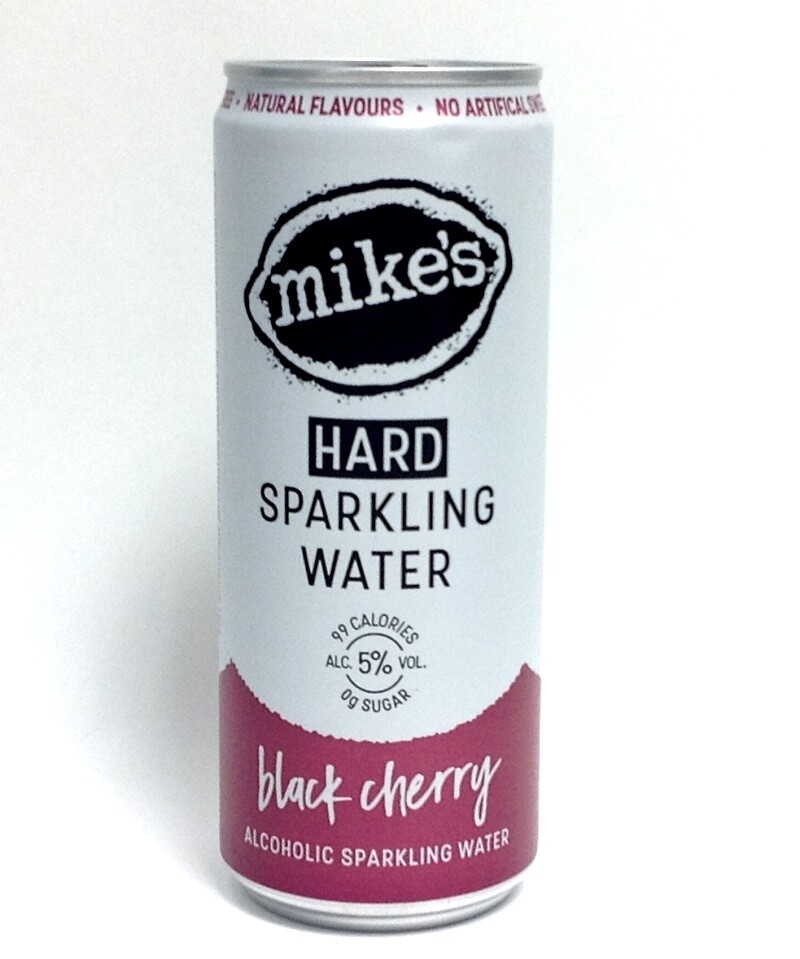 • NATURAL FLAVOURS • NO ARTIFICAL
mike's
HARD
SPARKLING
WATER
99 CALORIES
ALC. 5% VOL.
0g SUGAR
black cherry
ALCOHOLIC SPARKLING WATER